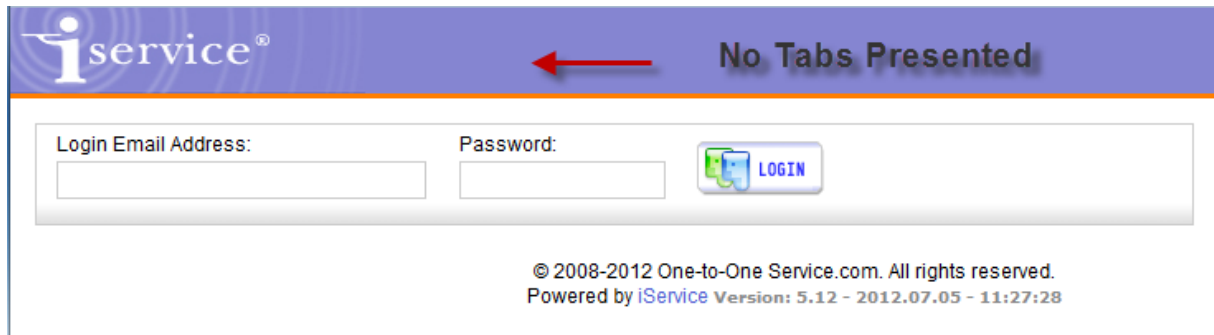 iservice®
No Tabs Presented
Login Email Address: Password:
LOGIN
© 2008-2012 One-to-One Service.com. All rights reserved.
Powered by iService Version: 5.12 - 2012.07.05 - 11:27:28